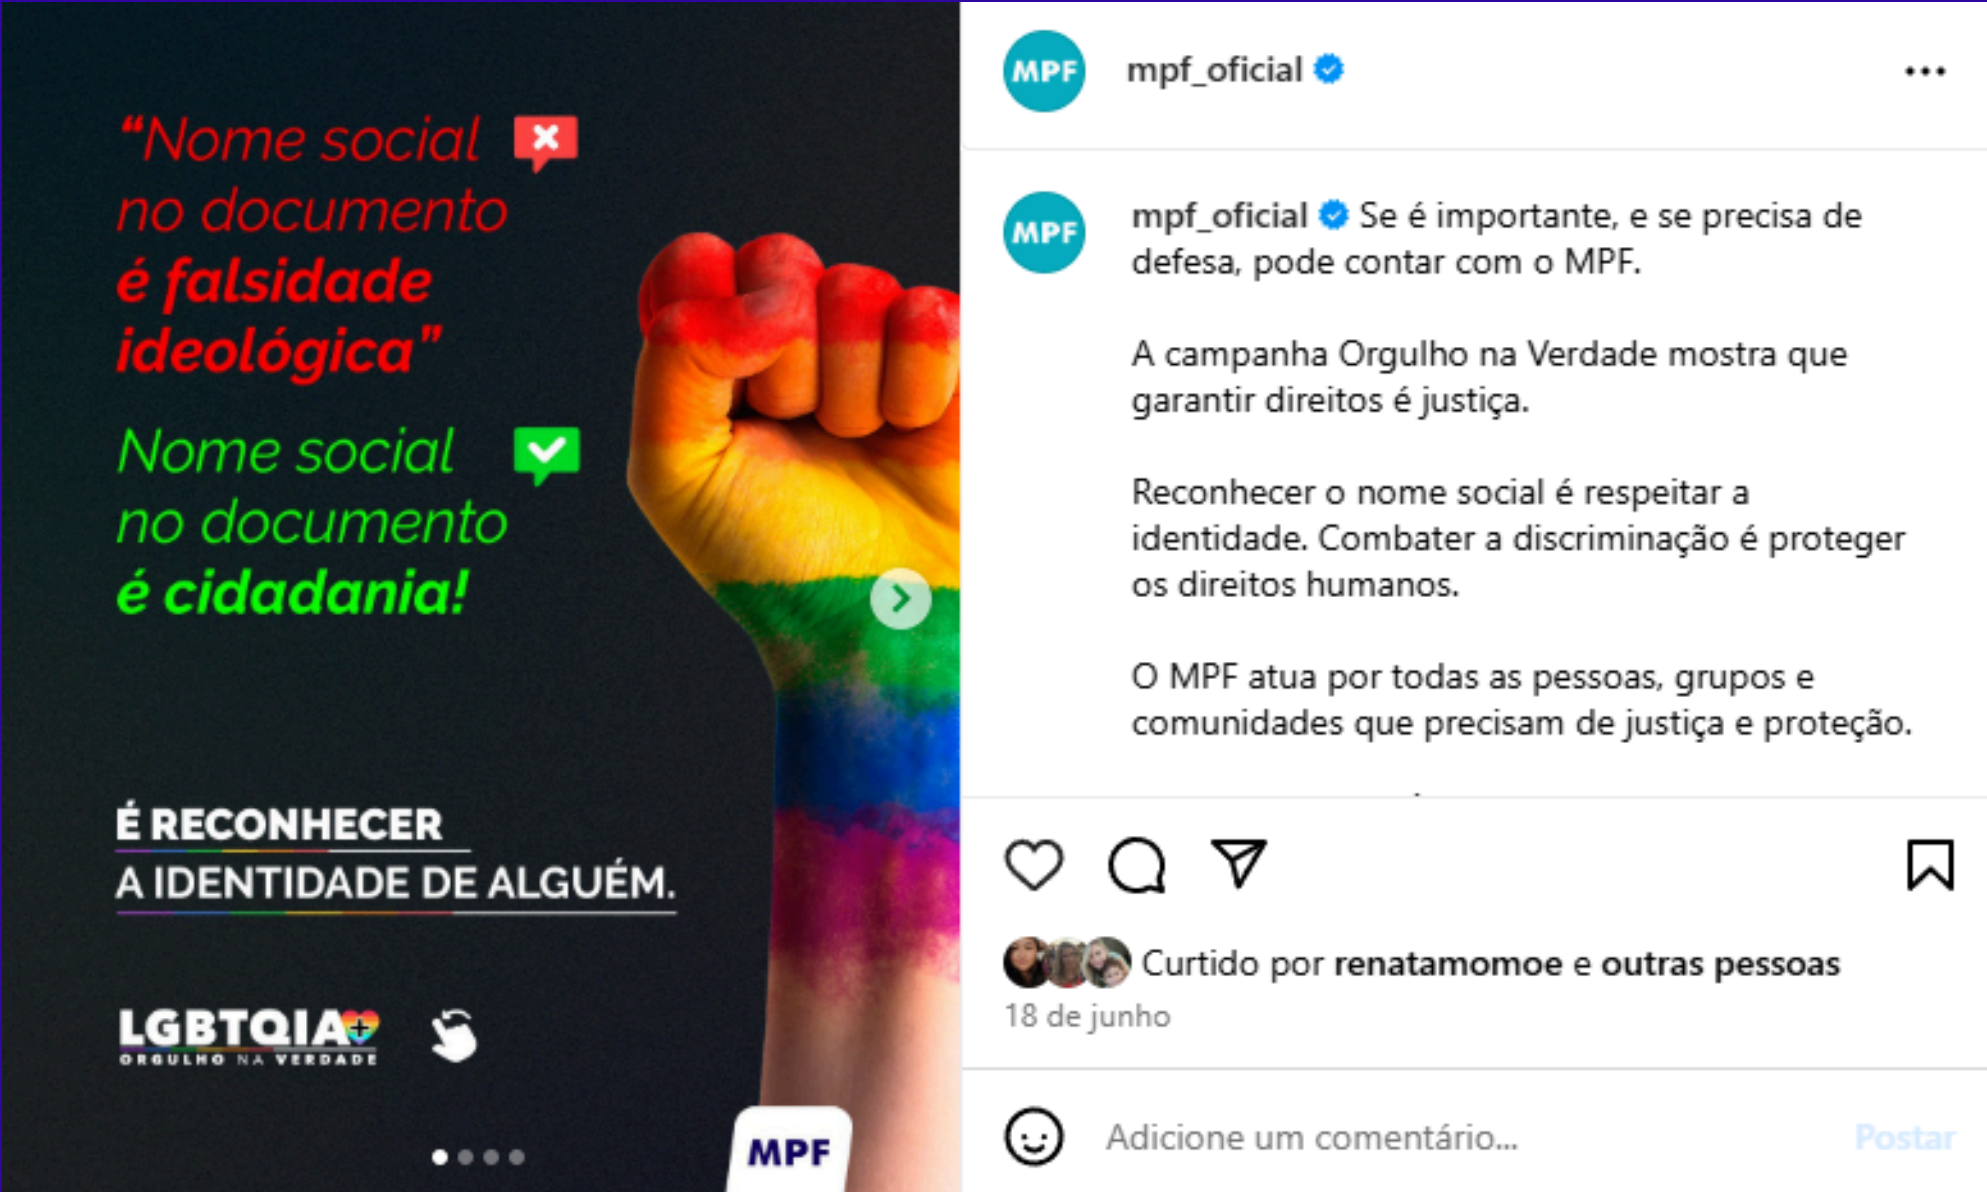 “Nome social
no documento
é falsidade
ideológica”
Nome social
no documento
é cidadania!
É RECONHECER
A IDENTIDADE DE ALGUÉM.
LGBTQIA+
ORGULHO NA VERDADE
MPF
MPF
mpf_oficial
MPF
mpf_oficial Se é importante, e se precisa de
defesa, pode contar com o MPF.
A campanha Orgulho na Verdade mostra que
garantir direitos é justiça.
Reconhecer o nome social é respeitar a
identidade. Combater a discriminação é proteger
os direitos humanos.
O MPF atua por todas as pessoas, grupos e
comunidades que precisam de justiça e proteção.
Curtido por renatamomoe e outras pessoas
18 de junho
Adicione um comentário...
Postar